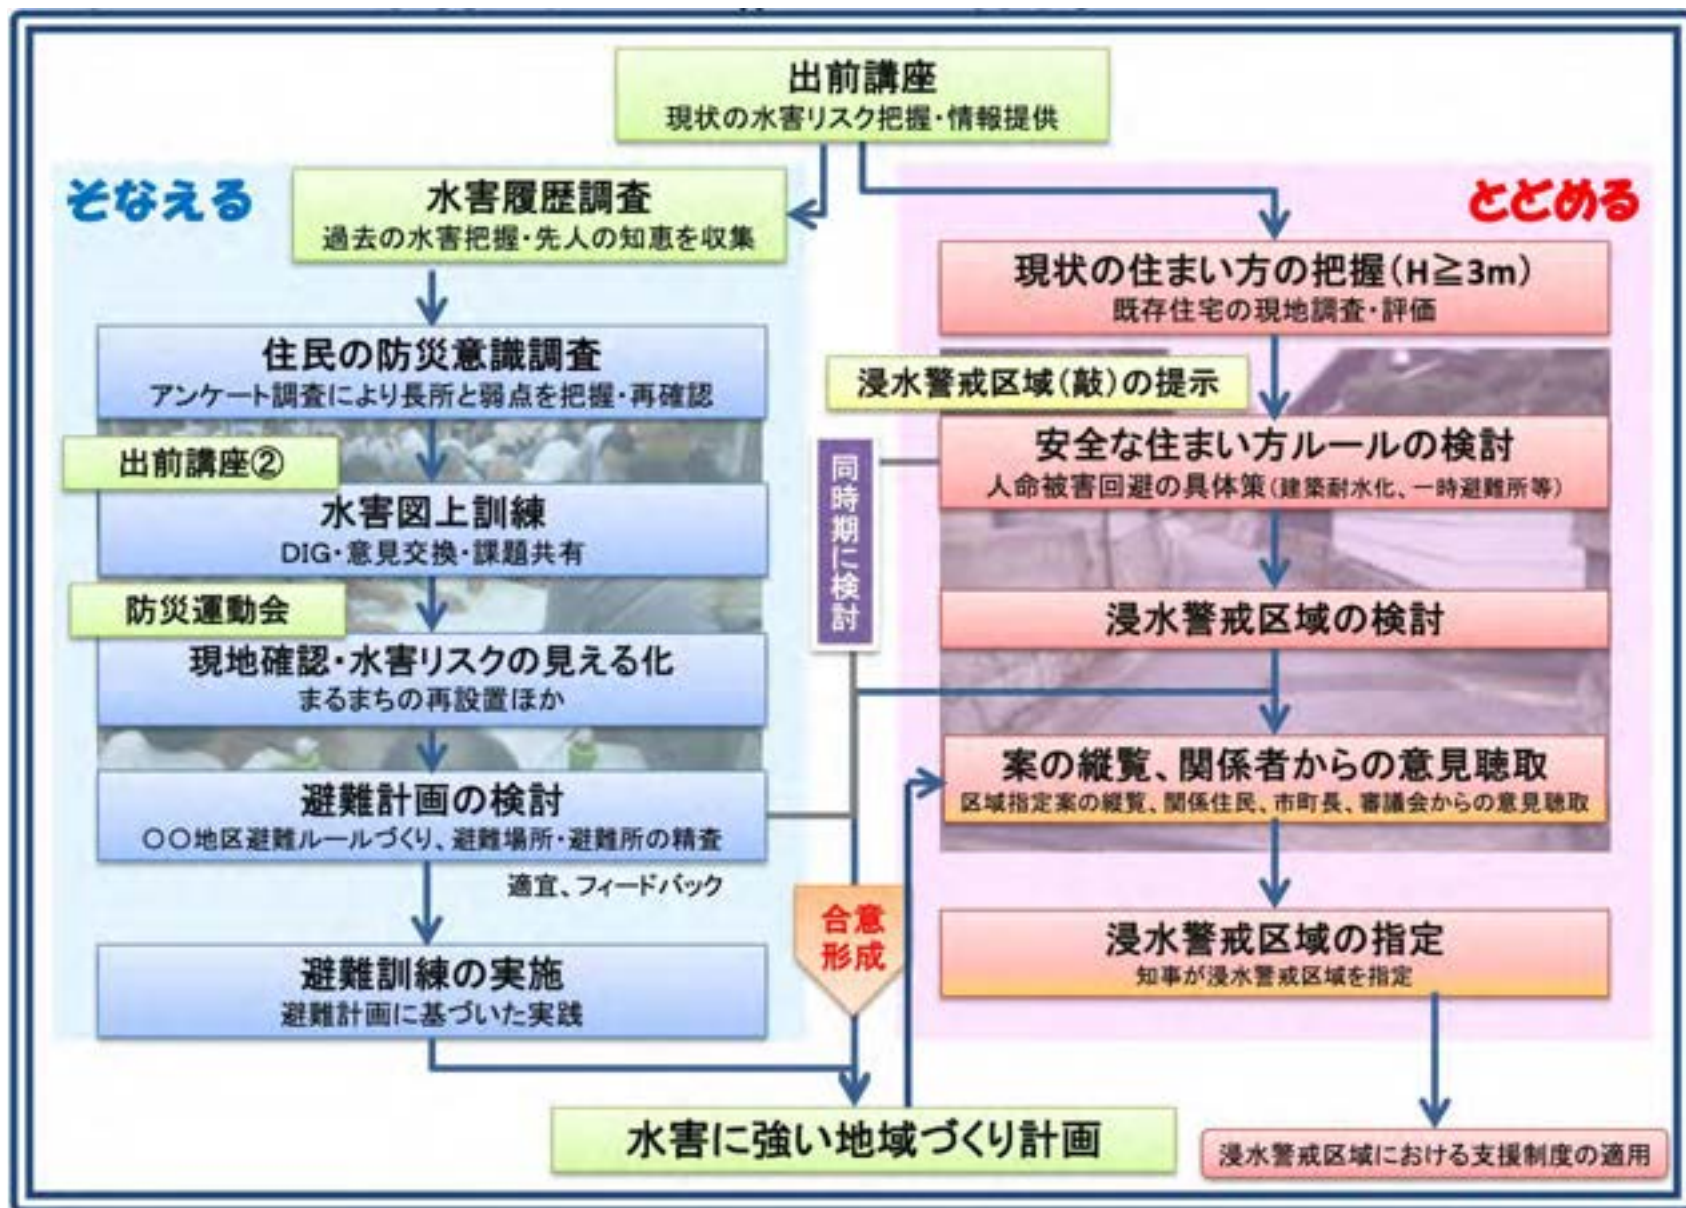 出前講座
現状の水害リスク把握・情報提供
そなえる
水害履歴調査
過去の水害把握・先人の知恵を収集
住民の防災意識調査
アンケート調査により長所と弱点を把握・再確認
出前講座②
水害図上訓練
DIG・意見交換・課題共有
防災運動会
現地確認・水害リスクの見える化
まるまちの再設置ほか
避難計画の検討
〇〇地区避難ルールづくり、避難場所・避難所の精査
適宜、フィードバック
避難訓練の実施
避難計画に基づいた実践
同時期に検討
合意
形成
とどめる
現状の住まい方の把握(H≧3m)
既存住宅の現地調査・評価
浸水警戒区域(敲)の提示
安全な住まい方ルールの検討
人命被害回避の具体策(建築耐水化、一時避難所等)
浸水警戒区域の検討
案の縦覧、関係者からの意見聴取
区域指定案の縦覧、関係住民、市町長、審議会からの意見聴取
浸水警戒区域の指定
知事が浸水警戒区域を指定
水害に強い地域づくり計画
浸水警戒区域における支援制度の適用